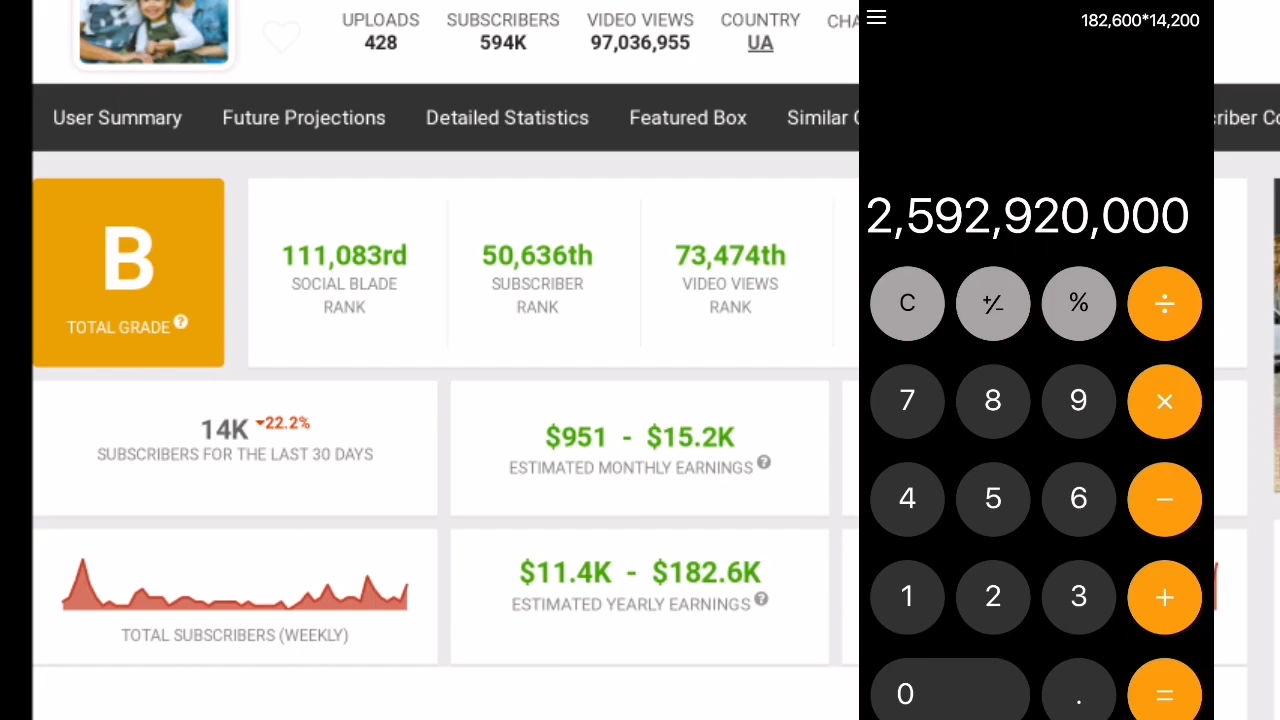 UPLOADS SUBSCRIBERS VIDEO VIEWS COUNTRY CHA
428 594K 97,036,955 UA
User Summary Future Projections Detailed Statistics Featured Box Similar C
criber Co
B
TOTAL GRADE ?
111,083rd 50,636th 73,474th
SOCIAL BLADE SUBSCRIBER VIDEO VIEWS
RANK RANK RANK
14K 22.2%
SUBSCRIBERS FOR THE LAST 30 DAYS
$951 - $15.2K
ESTIMATED MONTHLY EARNINGS ?
TOTAL SUBSCRIBERS (WEEKLY)
$11.4K - $182.6K
ESTIMATED YEARLY EARNINGS ?
182,600*14,200
2,592,920,000
C +/− % ÷
7 8 9 ×
4 5 6 −
1 2 3 +
0 . =